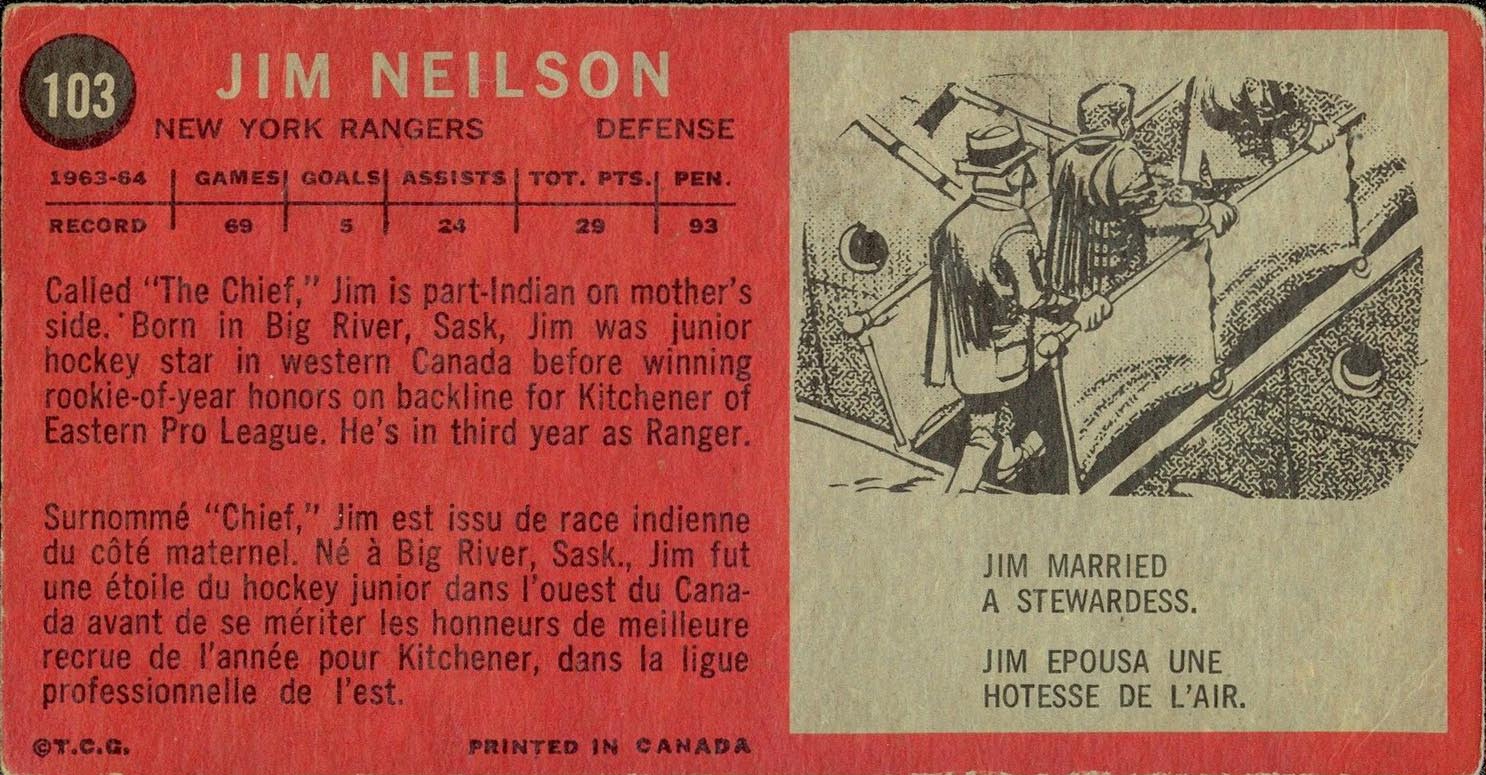 103
JIM NEILSON
NEW YORK RANGERS DEFENSE
1963-64 GAMES GOALS ASSISTS TOT. PTS. PEN.
RECORD 69 5 24 29 93
Called "The Chief," Jim is part-Indian on mother's
side. Born in Big River, Sask, Jim was junior
hockey star in western Canada before winning
rookie-of-year honors on backline for Kitchener of
Eastern Pro League. He's in third year as Ranger.
Surnommé "Chief," Jim est issu de race indienne
du côté maternel. Né à Big River, Sask., Jim fut
une étoile du hockey junior dans l'ouest du Cana-
da avant de se mériter les honneurs de meilleure
recrue de l'année pour Kitchener, dans la ligue
professionnelle de l'est.
©T.C.G. PRINTED IN CANADA
JIM MARRIED
A STEWARDESS.
JIM EPOUSA UNE
HOTESSE DE L'AIR.